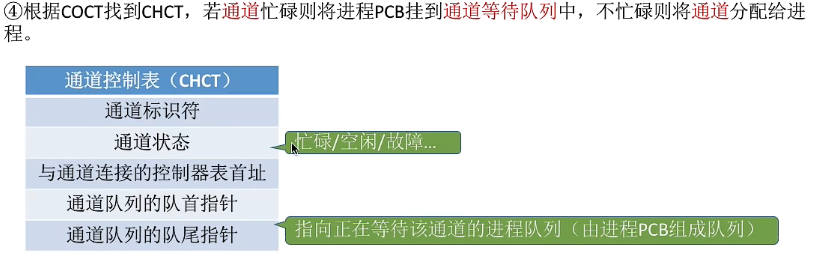 ④根据COCT找到CHCT，若通道忙碌则将进程PCB挂到通道等待队列中，不忙碌则将通道分配给进
程。
通道控制表（CHCT）
通道标识符
通道状态
忙碌/空闲/故障...
与通道连接的控制器表首址
通道队列的队首指针
通道队列的队尾指针
指向正在等待该通道的进程队列（由进程PCB组成队列）